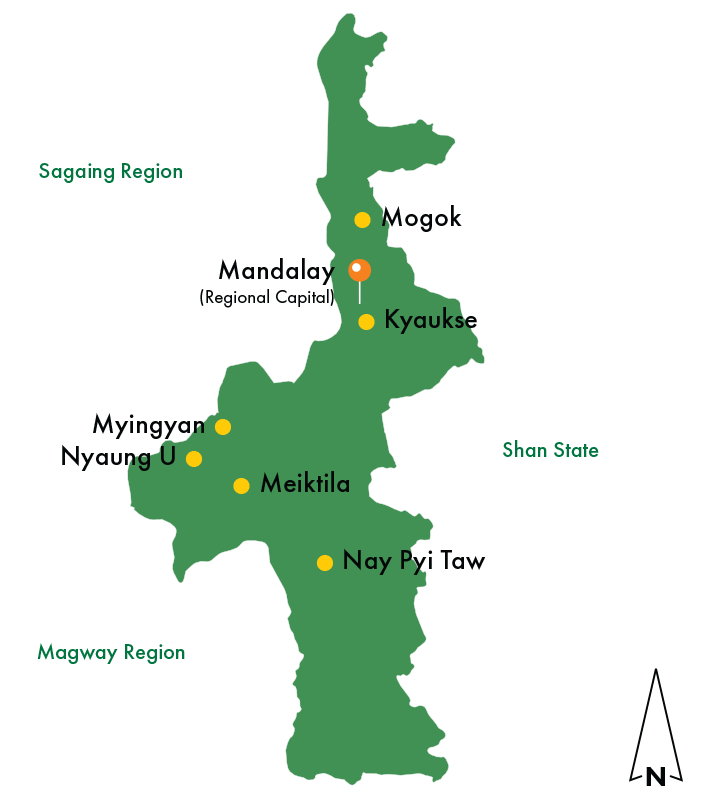 Sagaing Region
Mogok
Mandalay
(Regional Capital)
Kyaukse
Myingyan
Nyaung U
Shan State
Meiktila
Nay Pyi Taw
Magway Region
N